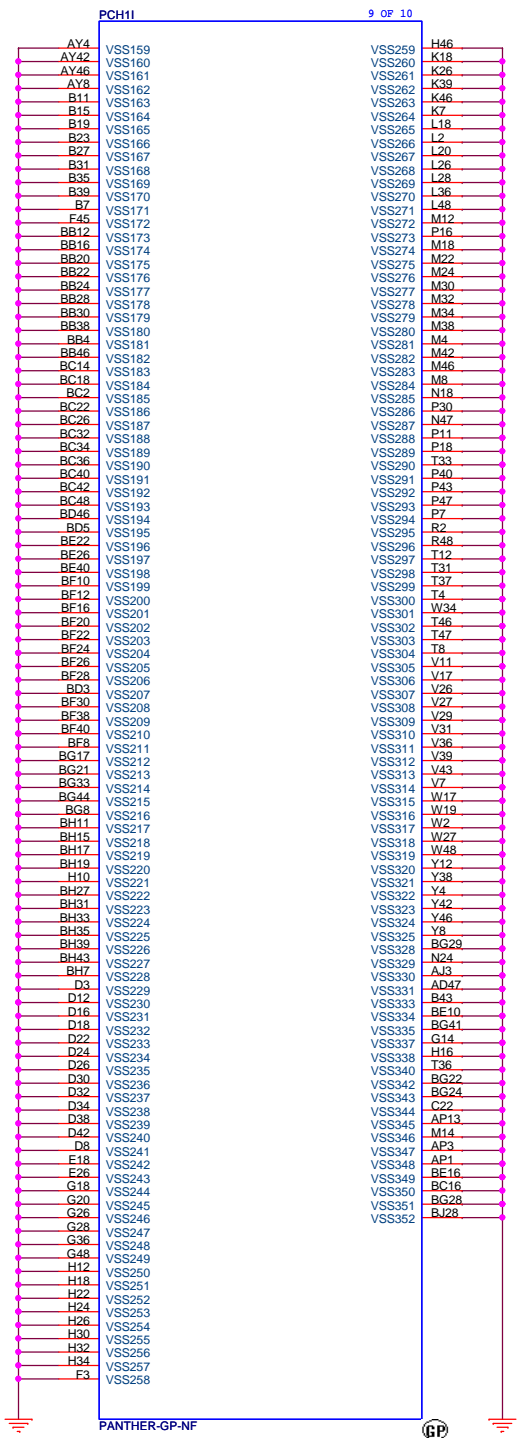 PCH1I
9 OF 10
AY4 VSS159
AY42 VSS160
AY46 VSS161
AY8 VSS162
B11 VSS163
B15 VSS164
B19 VSS165
B23 VSS166
B27 VSS167
B31 VSS168
B35 VSS169
B39 VSS170
B7 VSS171
F45 VSS172
BB12 VSS173
BB16 VSS174
BB20 VSS175
BB22 VSS176
BB24 VSS177
BB28 VSS178
BB30 VSS179
BB38 VSS180
BB4 VSS181
BB46 VSS182
BC14 VSS183
BC18 VSS184
BC2 VSS185
BC22 VSS186
BC26 VSS187
BC32 VSS188
BC34 VSS189
BC36 VSS190
BC40 VSS191
BC42 VSS192
BC48 VSS193
BD46 VSS194
BD5 VSS195
BE22 VSS196
BE26 VSS197
BE40 VSS198
BF10 VSS199
BF12 VSS200
BF16 VSS201
BF20 VSS202
BF22 VSS203
BF24 VSS204
BF26 VSS205
BF28 VSS206
BD3 VSS207
BF30 VSS208
BF38 VSS209
BF40 VSS210
BF8 VSS211
BG17 VSS212
BG21 VSS213
BG33 VSS214
BG44 VSS215
BG8 VSS216
BH11 VSS217
BH15 VSS218
BH17 VSS219
BH19 VSS220
H10 VSS221
BH27 VSS222
BH31 VSS223
BH33 VSS224
BH35 VSS225
BH39 VSS226
BH43 VSS227
BH7 VSS228
D3 VSS229
D12 VSS230
D16 VSS231
D18 VSS232
D22 VSS233
D24 VSS234
D26 VSS235
D30 VSS236
D32 VSS237
D34 VSS238
D38 VSS239
D42 VSS240
D8 VSS241
E18 VSS242
E26 VSS243
G18 VSS244
G20 VSS245
G26 VSS246
G28 VSS247
G36 VSS248
G48 VSS249
H12 VSS250
H18 VSS251
H22 VSS252
H24 VSS253
H26 VSS254
H30 VSS255
H32 VSS256
H34 VSS257
F3 VSS258
VSS259 H46
VSS260 K18
VSS261 K26
VSS262 K39
VSS263 K46
VSS264 K7
VSS265 L18
VSS266 L2
VSS267 L20
VSS268 L26
VSS269 L28
VSS270 L36
VSS271 L48
VSS272 M12
VSS273 P16
VSS274 M18
VSS275 M22
VSS276 M24
VSS277 M30
VSS278 M32
VSS279 M34
VSS280 M38
VSS281 M4
VSS282 M42
VSS283 M46
VSS284 M8
VSS285 N18
VSS286 P30
VSS287 N47
VSS288 P11
VSS289 P18
VSS290 T33
VSS291 P40
VSS292 P43
VSS293 P47
VSS294 P7
VSS295 R2
VSS296 R48
VSS297 T12
VSS298 T31
VSS299 T37
VSS300 T4
VSS301 W34
VSS302 T46
VSS303 T47
VSS304 T8
VSS305 V11
VSS306 V17
VSS307 V26
VSS308 V27
VSS309 V29
VSS310 V31
VSS311 V36
VSS312 V39
VSS313 V43
VSS314 V7
VSS315 W17
VSS316 W19
VSS317 W2
VSS318 W27
VSS319 W48
VSS320 Y12
VSS321 Y38
VSS322 Y4
VSS323 Y42
VSS324 Y46
VSS325 Y8
VSS328 BG29
VSS329 N24
VSS330 AJ3
VSS331 AD47
VSS333 B43
VSS334 BE10
VSS335 BG41
VSS337 G14
VSS338 H16
VSS340 T36
VSS342 BG22
VSS343 BG24
VSS344 C22
VSS345 AP13
VSS346 M14
VSS347 AP3
VSS348 AP1
VSS349 BE16
VSS350 BC16
VSS351 BG28
VSS352 BJ28
PANTHER-GP-NF
GP